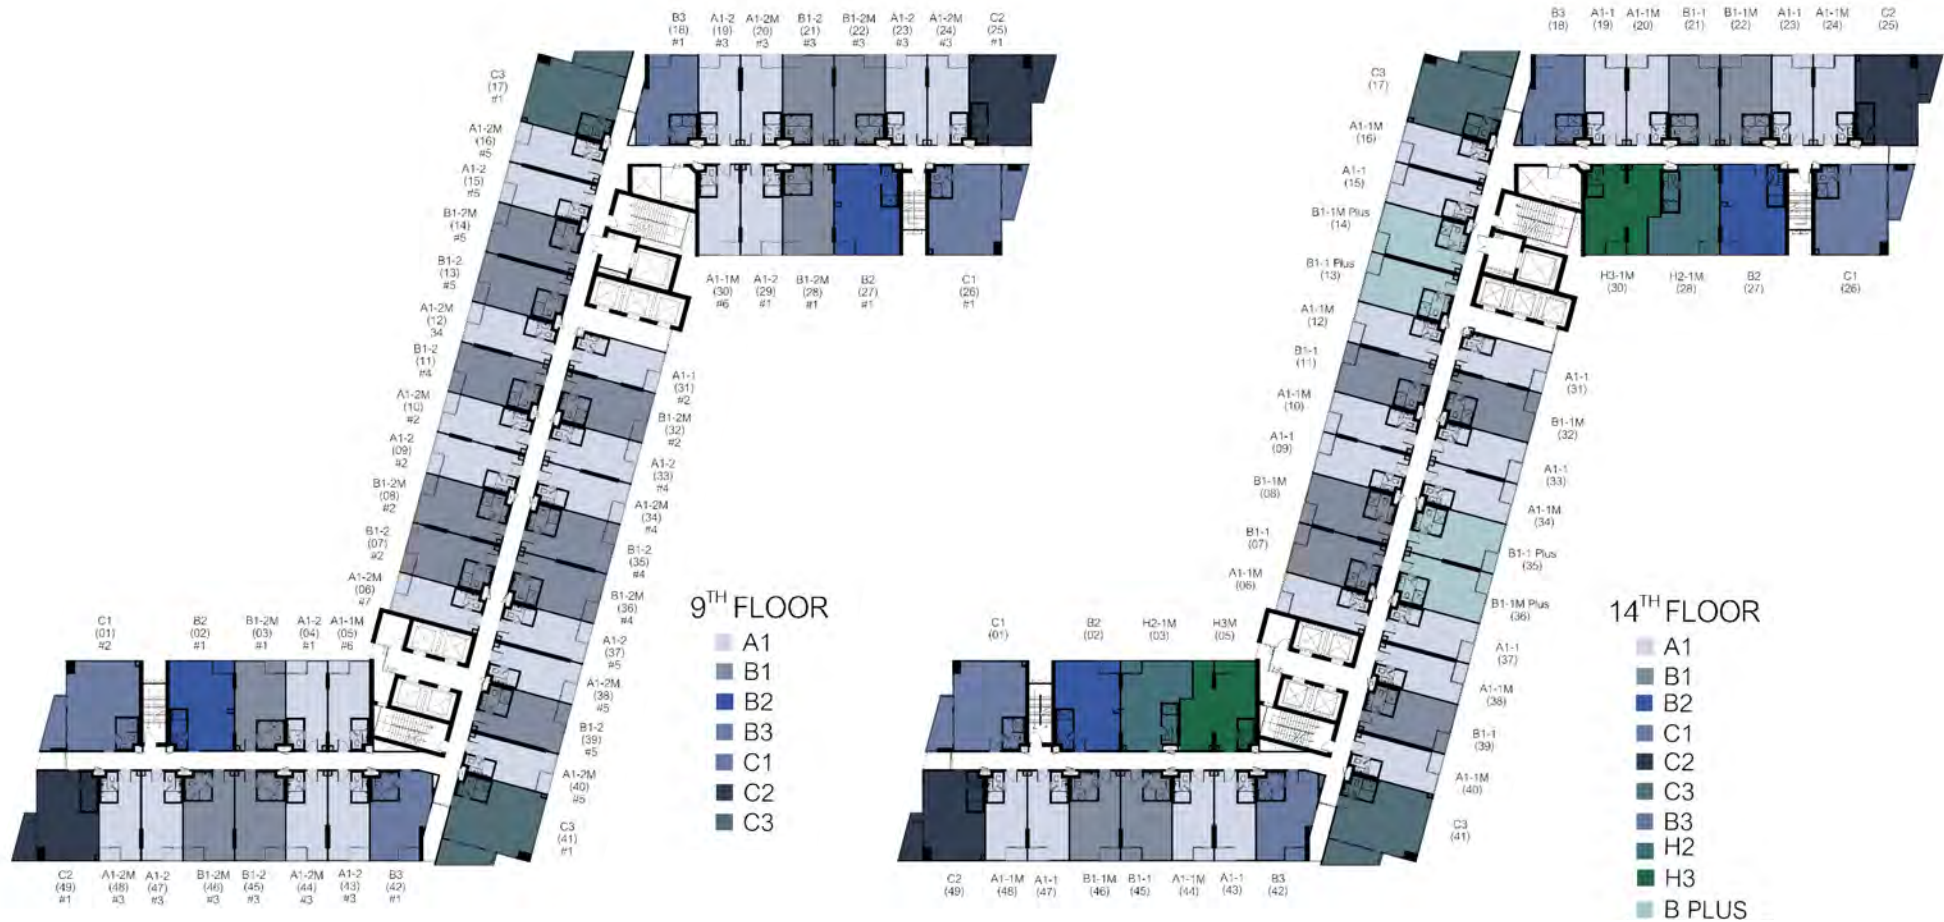 B3
(18)
#1
A1-2
(19)
#3
A1-2M
(20)
#3
B1-2
(21)
#3
B1-2M
(22)
#3
A1-2
(23)
#3
A1-2M
(24)
#3
C2
(25)
#1
C3
(17)
#1
A1-2M
(16)
#5
A1-2
(15)
#5
B1-2M
(14)
#5
B1-2
(13)
#5
A1-2M
(12)
34
B1-2
(11)
#4
A1-2M
(10)
#2
A1-2
(09)
#2
B1-2M
(08)
#2
B1-2
(07)
#2
A1-2M
(06)
#7
A1-1M
(30)
#6
A1-2
(29)
#1
B1-2M
(28)
#1
B2
(27)
#1
C1
(26)
#1
A1-1
(31)
#2
B1-2M
(32)
#2
A1-2
(33)
#4
A1-2M
(34)
#4
B1-2
(35)
#4
B1-2M
(36)
#4
A1-2
(37)
#5
A1-2M
(38)
#5
B1-2
(39)
#5
A1-2M
(40)
#5
C3
(41)
#1
C1
(01)
#2
B2
(02)
#1
B1-2M
(03)
#1
A1-2
(04)
#1
A1-1M
(05)
#6
C2
(49)
#1
A1-2M
(48)
#3
A1-2
(47)
#3
B1-2M
(46)
#3
B1-2
(45)
#3
A1-2M
(44)
#3
A1-2
(43)
#3
B3
(42)
#1
9TH FLOOR
A1
B1
B2
B3
C1
C2
C3
B3
(18)
A1-1
(19)
A1-1M
(20)
B1-1
(21)
B1-1M
(22)
A1-1
(23)
A1-1M
(24)
C2
(25)
C3
(17)
A1-1M
(16)
A1-1
(15)
B1-1M Plus
(14)
B1-1 Plus
(13)
A1-1M
(12)
B1-1
(11)
A1-1M
(10)
A1-1
(09)
B1-1M
(08)
B1-1
(07)
A1-1M
(06)
H3-1M
(30)
H2-1M
(28)
B2
(27)
C1
(26)
A1-1
(31)
B1-1M
(32)
A1-1
(33)
A1-1M
(34)
B1-1 Plus
(35)
B1-1M Plus
(36)
A1-1
(37)
A1-1M
(38)
B1-1
(39)
A1-1M
(40)
C3
(41)
C1
(01)
B2
(02)
H2-1M
(03)
H3M
(05)
C2
(49)
A1-1M
(48)
A1-1
(47)
B1-1M
(46)
B1-1
(45)
A1-1M
(44)
A1-1
(43)
B3
(42)
14TH FLOOR
A1
B1
B2
C1
C2
C3
B3
H2
H3
B PLUS